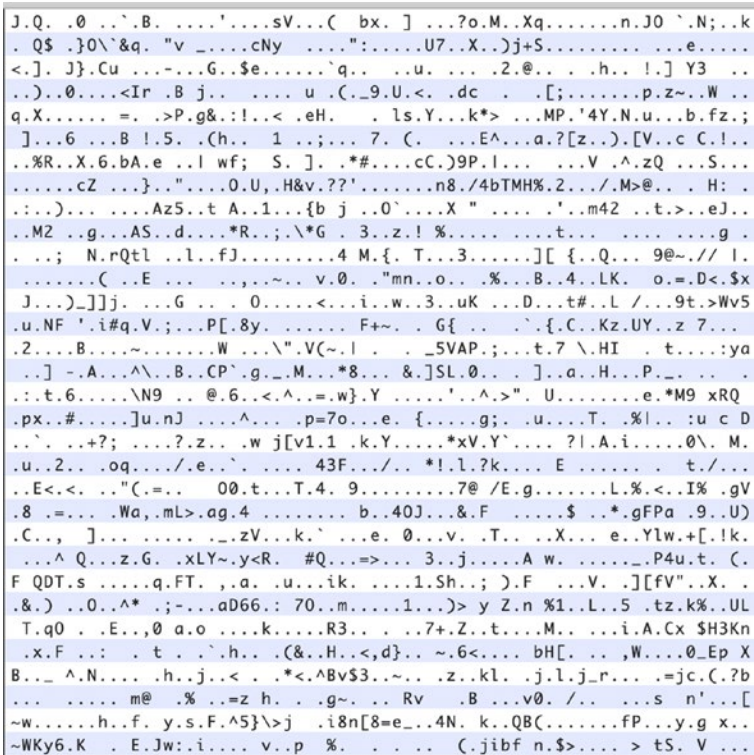 J.Q. .0 ..`.B. ....'....sV...( bx. ] ...?o.M..Xq.......n.JO `.N;..k
. Q$ .}O\`&q. "v _....cNy ....":.....U7..X..)j+S......... ...e.....
<.]. J}.Cu ...-...G..$e......`q.. ..u. ... .2.@.. ..h.. !.] Y3 ...
..)..0....<Ir .B j.. .... u .(._9.U.<. .dc . .[;.......p.z~..W ..
q.X...... =. .>P.g&.:!..< .eH. . ls.Y...k*> ...MP.'4Y.N.u...b.fz.;
]...6 ...B !.5. .(h.. 1 ..;... 7. (. ....E^...a.?[z..).[V..c C.!..
..%R..X.6.bA.e ..l wf; S. ]. .*#....cC.)9P.I... ...V .^.zQ ...S...
.......cZ ...}.."....O.U,.H&v.??'.......n8./4bTMH%.2.../.M>@.. . H: .
.:..)... ....Az5..t A..1...{b j ..O`....X " .... .'..m42 ..t.>..eJ..
..M2 ..g...AS..d....*R..;.\*G . 3..z.! %.... .....t.... .......g .
. ..; N.rQtl ..l..fJ.........4 M.{. T...3......][ {..Q... 9@~.// l.
.......( ..E ... ..,..~.. v.0. ."mn..o.. .%...B..4..LK. o.=.D<.$x
J...)_]]j. ...G .. . O.....<...i..w..3..uK ...D...t#..L /...9t.>Wv5
.u.NF '.i#q.V.;...P[.8y....... F+~. . G{ .. .`.{.C..Kz.UY..z 7...
.2....B....~.......W ...\".V(~.| . . _5VAP.;...t.7 \.HI . t....:ya
..] -.A...^\..B..CP`.g._.M...*8... &.]SL.0.. ]..a..H...P._. . .
.:.t.6.....\N9 .. @.6..<.^..=.w}.Y .....'..^.>". U........e.*M9 xRQ
.px..#.....]u.nJ ....^... .p.=7o...e. {.....g;. .u....T. .%|.. :u c D
..`. ..+?; ....?.z.. .w j[v1.1 .k.Y.....*xV.Y`.... ?|.A.i.....0\. M.
.u..2.. .oq..../.e..`. .... 43F.../.. *!.l.?k.... E ....... t./...
..E<.<. .."(.=.. 00.t...T.4. 9.........7@ /E.g.......L.%.<..I% .gV
.8 .=.... .Wa,.mL>.ag.4 ........ b..40J...&.F .....$ ..*.gFPa .9..U)
.C.., ]... ....._.zV...k.` ...e. 0...v. .T.. ..X... e..Ylw.+[.!k.
...^ Q...z.G. .xLY~.y<R. #Q...=>... 3..j.....A w. ....._.P4u.t. (.
F QDT.s .....q.FT. ,.a. .u...ik. ....1.Sh..; ).F ...V. .][fV"..X. .
.&.) ..O..^* .;-...aD66.: 70..m.....1...)> y Z.n %1..L..5 .tz.k%..UL
T.qO . .E..,0 a.o ....k.....R3.. . ..7+.Z..t....M.. ...i.A.Cx $H3Kn
.x.F ..: . t ..`.h.. .(&..H..<,d}.. ~.6<.... bH[. .. ,W....0_Ep X
B.._ ^.N.... .h..j..< . .*<.^Bv$3..~.. .z..kl. .j.l.j_r... .=jc.(.?b
... ...... m@ .% ..=z h. . .g~.. .. Rv .B ...v0. /.. ...s n'...[
~w......h..f. y.s.F.^5}\>j .i8n[8=e_..4N. k..QB(.......fP...y.g x..
~WKy6.K . E.Jw:.i.... v..p %. . .. . (.jibf n.$>.... > tS. V ...